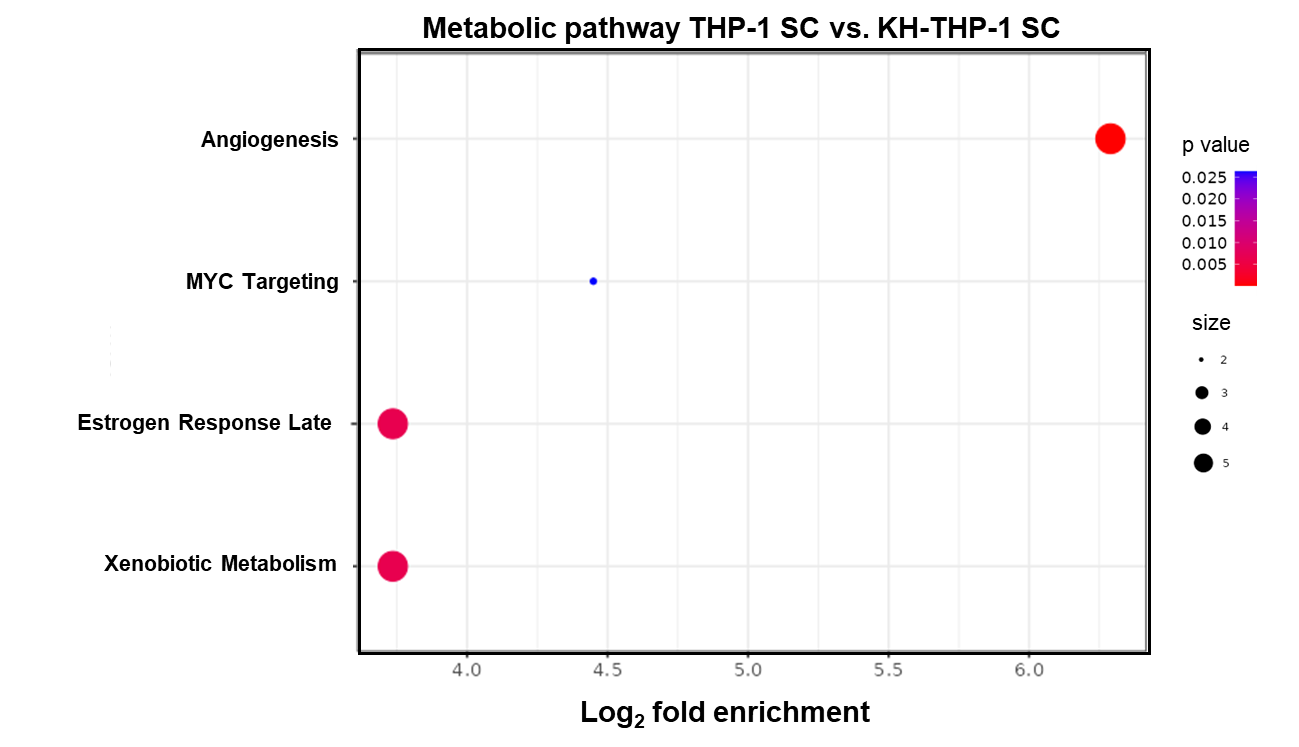 Metabolic pathway THP-1 SC vs. KH-THP-1 SC
Angiogenesis
MYC Targeting
Estrogen Response Late
Xenobiotic Metabolism
4.0 4.5 5.0 5.5 6.0
Log₂ fold enrichment
p value
0.025
0.020
0.015
0.010
0.005
size
2
3
4
5